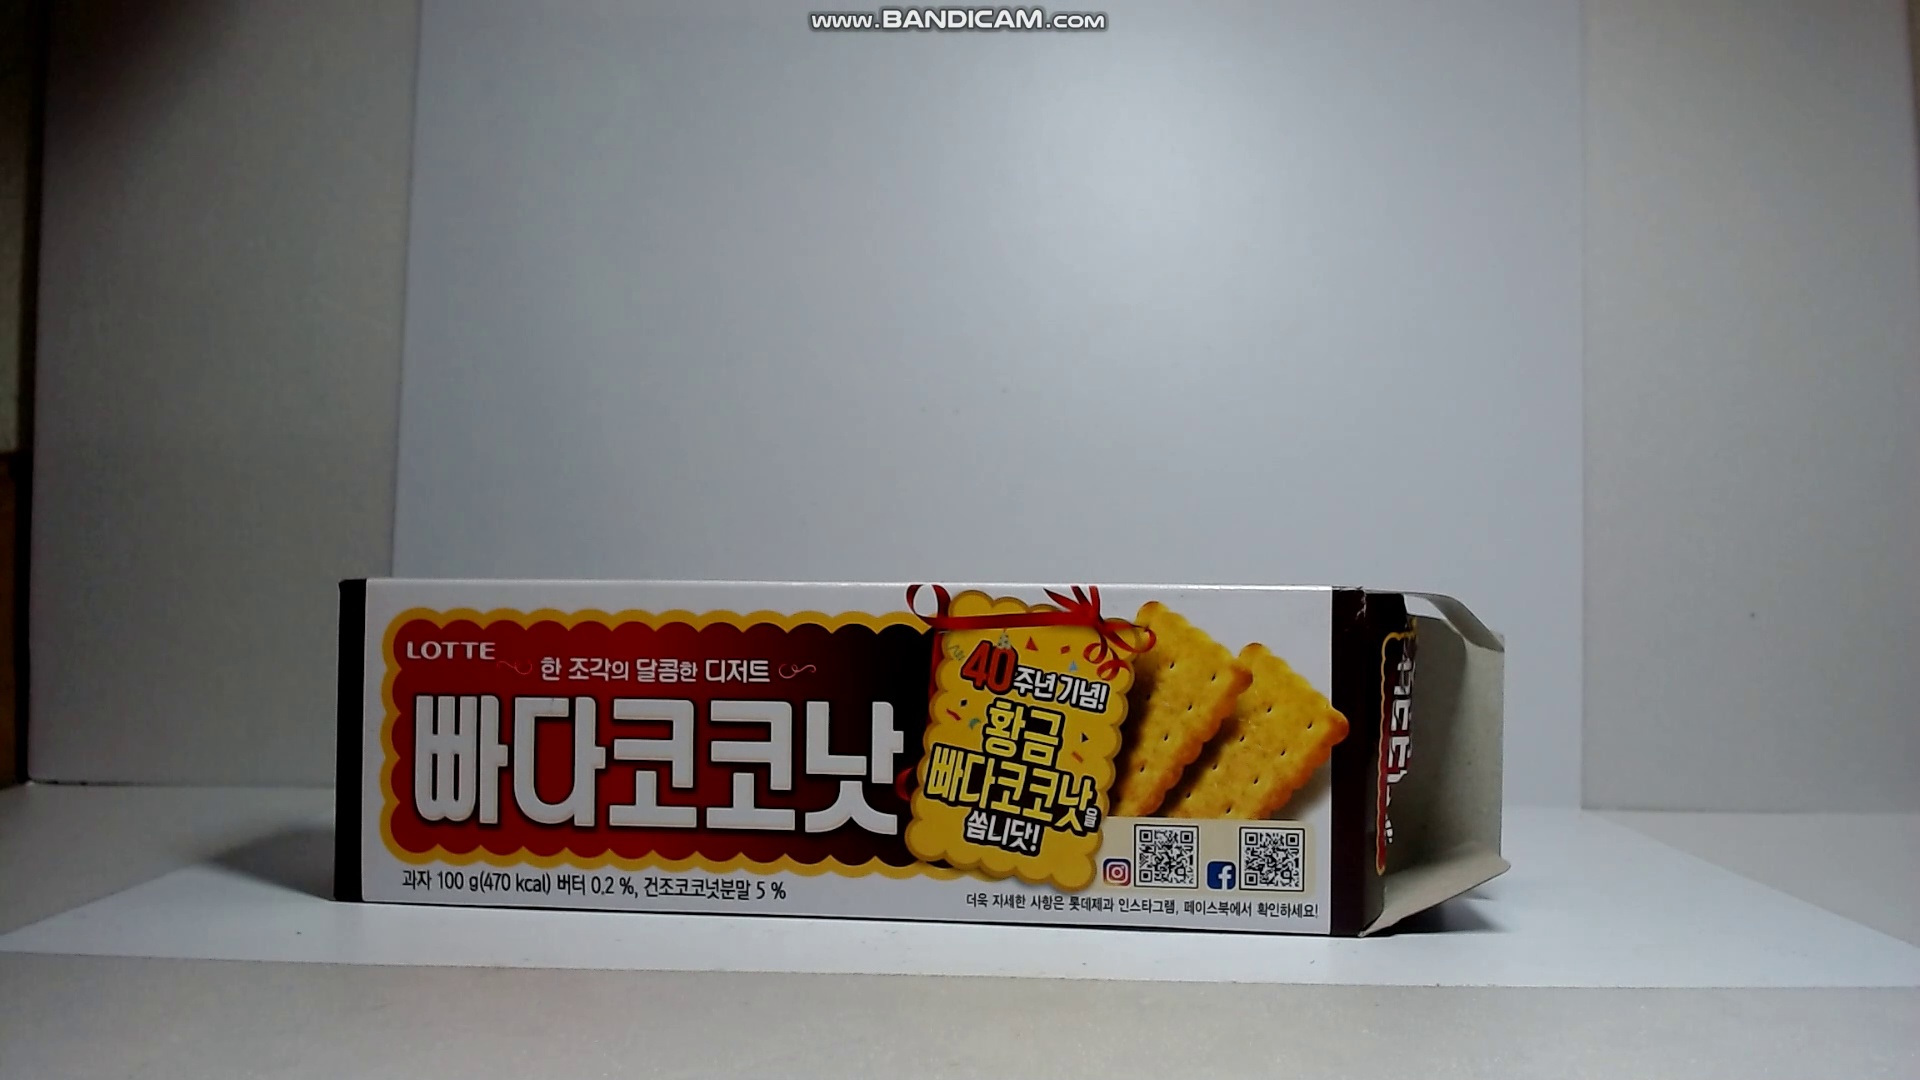 www.BANDICAM.com
LOTTE
한 조각의 달콤한 디저트
빠다코코낫
40주년 기념!
황금
빠다코코낫을
쏩니닷!
과자 100 g(470 kcal) 버터 0.2 %, 건조코코넛분말 5 %
더욱 자세한 사항은 롯데제과 인스타그램, 페이스북에서 확인하세요!